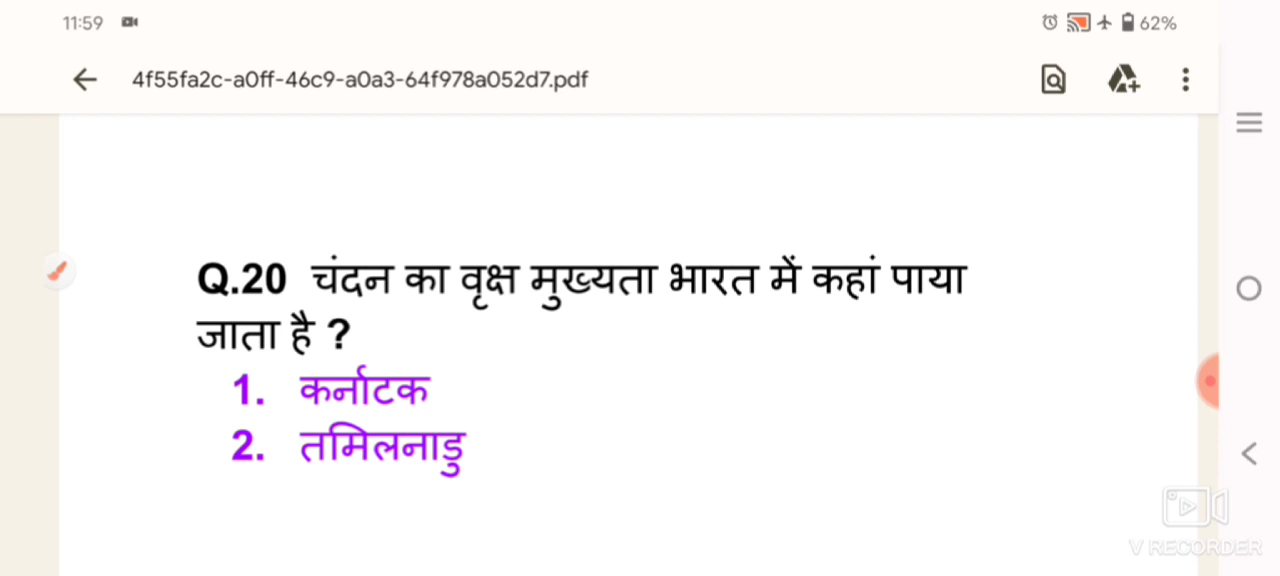 11:59
62%
4f55fa2c-a0ff-46c9-a0a3-64f978a052d7.pdf
Q.20 चंदन का वृक्ष मुख्यता भारत में कहां पाया
जाता है ?
1. कर्नाटक
2. तमिलनाडु
V RECORDER